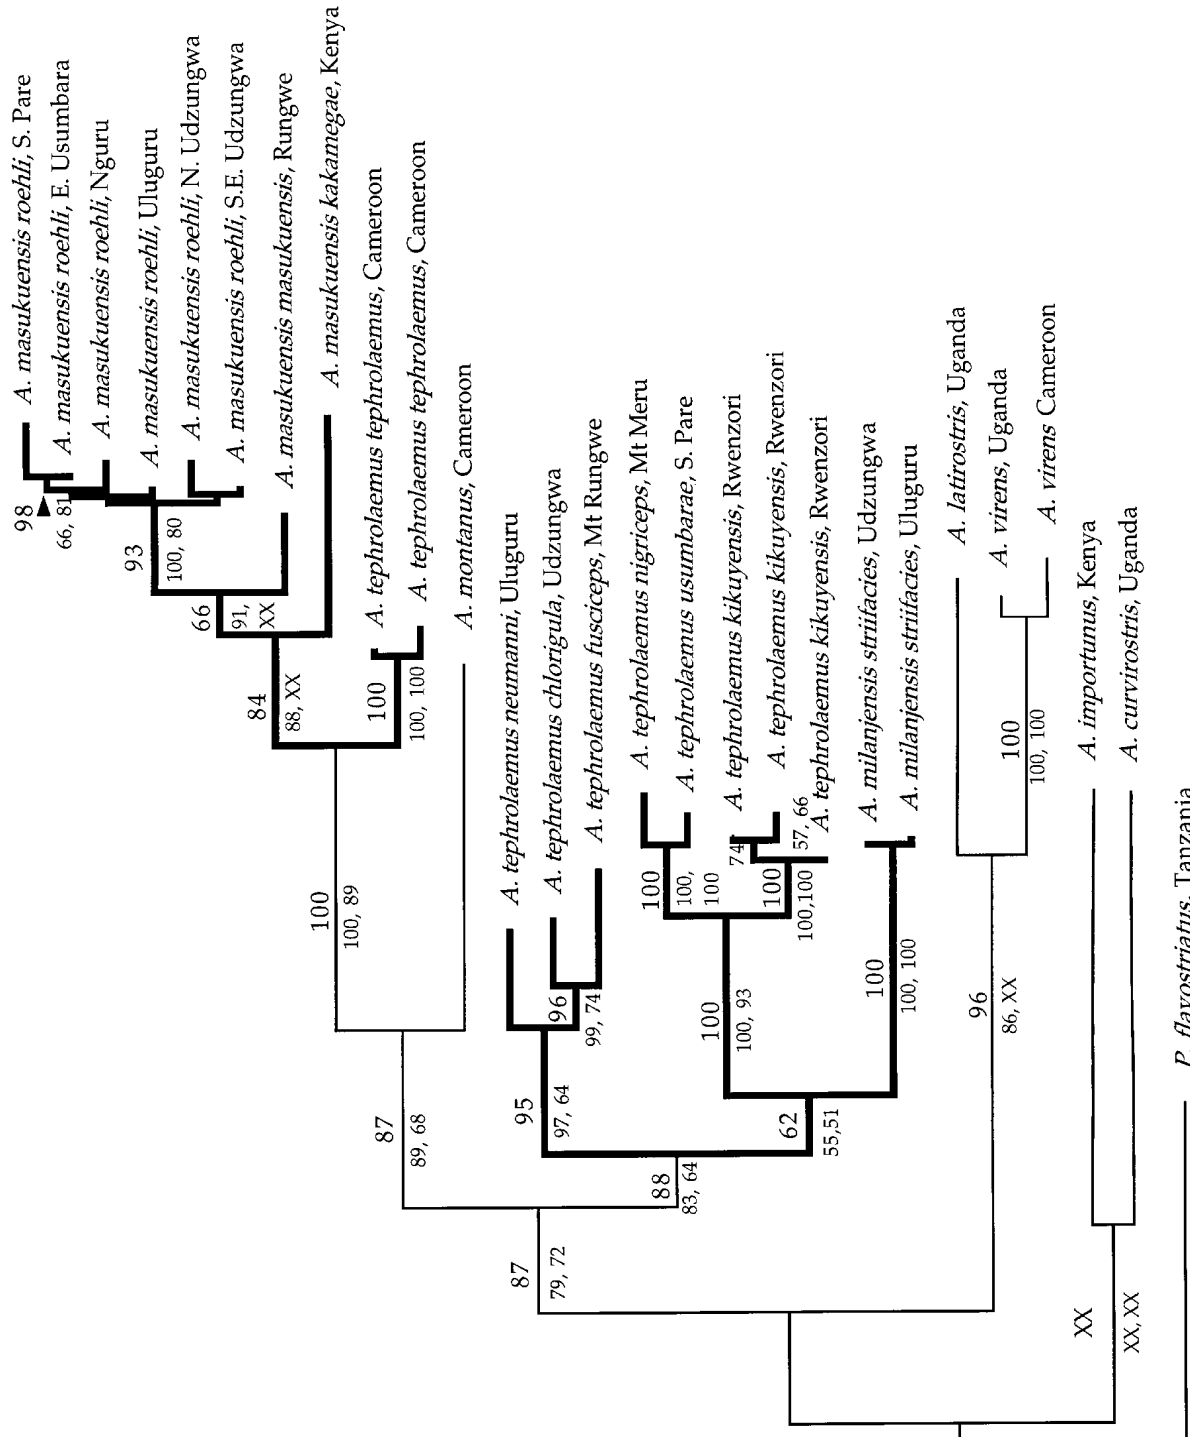 A. masukuensis roehli, S. Pare
A. masukuensis roehli, E. Usumbara
A. masukuensis roehli, Nguru
A. masukuensis roehli, Uluguru
A. masukuensis roehli, N. Udzungwa
A. masukuensis roehli, S.E. Udzungwa
A. masukuensis masukuensis, Rungwe
A. masukuensis kakamegae, Kenya
A. tephrolaemus tephrolaemus, Cameroon
A. tephrolaemus tephrolaemus, Cameroon
A. montanus, Cameroon
A. tephrolaemus neumanni, Uluguru
A. tephrolaemus chlorigula, Udzungwa
A. tephrolaemus fusciceps, Mt Rungwe
A. tephrolaemus nigriceps, Mt Meru
A. tephrolaemus usumbarae, S. Pare
A. tephrolaemus kikuyensis, Rwenzori
A. tephrolaemus kikuyensis, Rwenzori
A. tephrolaemus kikuyensis, Rwenzori
A. milanjensis striifacies, Udzungwa
A. milanjensis striifacies, Uluguru
A. latirostris, Uganda
A. virens, Uganda
A. virens Cameroon
A. importunus, Kenya
A. curvirostris, Uganda
P. flavostriatus, Tanzania
98
66, 81
93
100, 80
66
91,
XX
84
88, XX
100
100, 100
100
100, 89
87
89, 68
95
97, 64
96
99, 74
88
83, 64
100
100,
100
74
57, 66
100
100,100
100
100, 93
62
55,51
100
100, 100
87
79, 72
100
100, 100
96
86, XX
XX
XX, XX